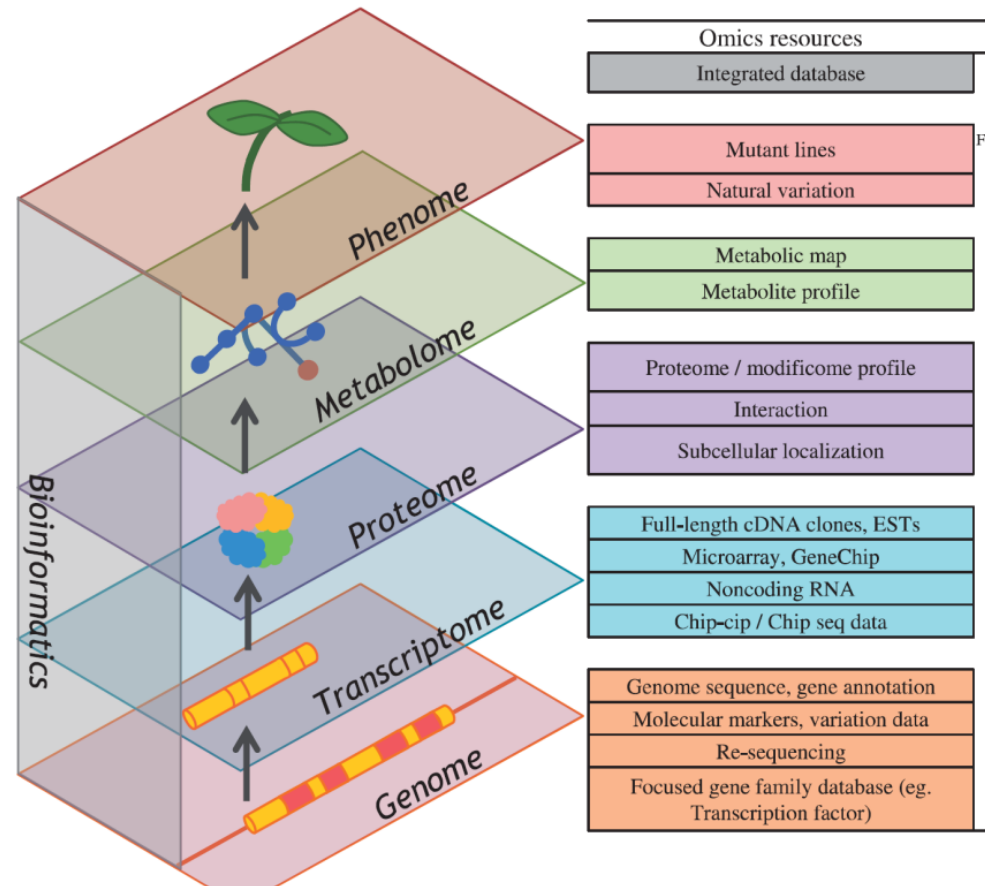 Omics resources
Integrated database
F
Mutant lines
Natural variation
Phenome
Metabolic map
Metabolite profile
Metabolome
Proteome / modificome profile
Interaction
Subcellular localization
Proteome
Bioinformatics
Full-length cDNA clones, ESTs
Microarray, GeneChip
Noncoding RNA
Chip-cip / Chip seq data
Transcriptome
Genome sequence, gene annotation
Molecular markers, variation data
Re-sequencing
Focused gene family database (eg.
Transcription factor)
Genome